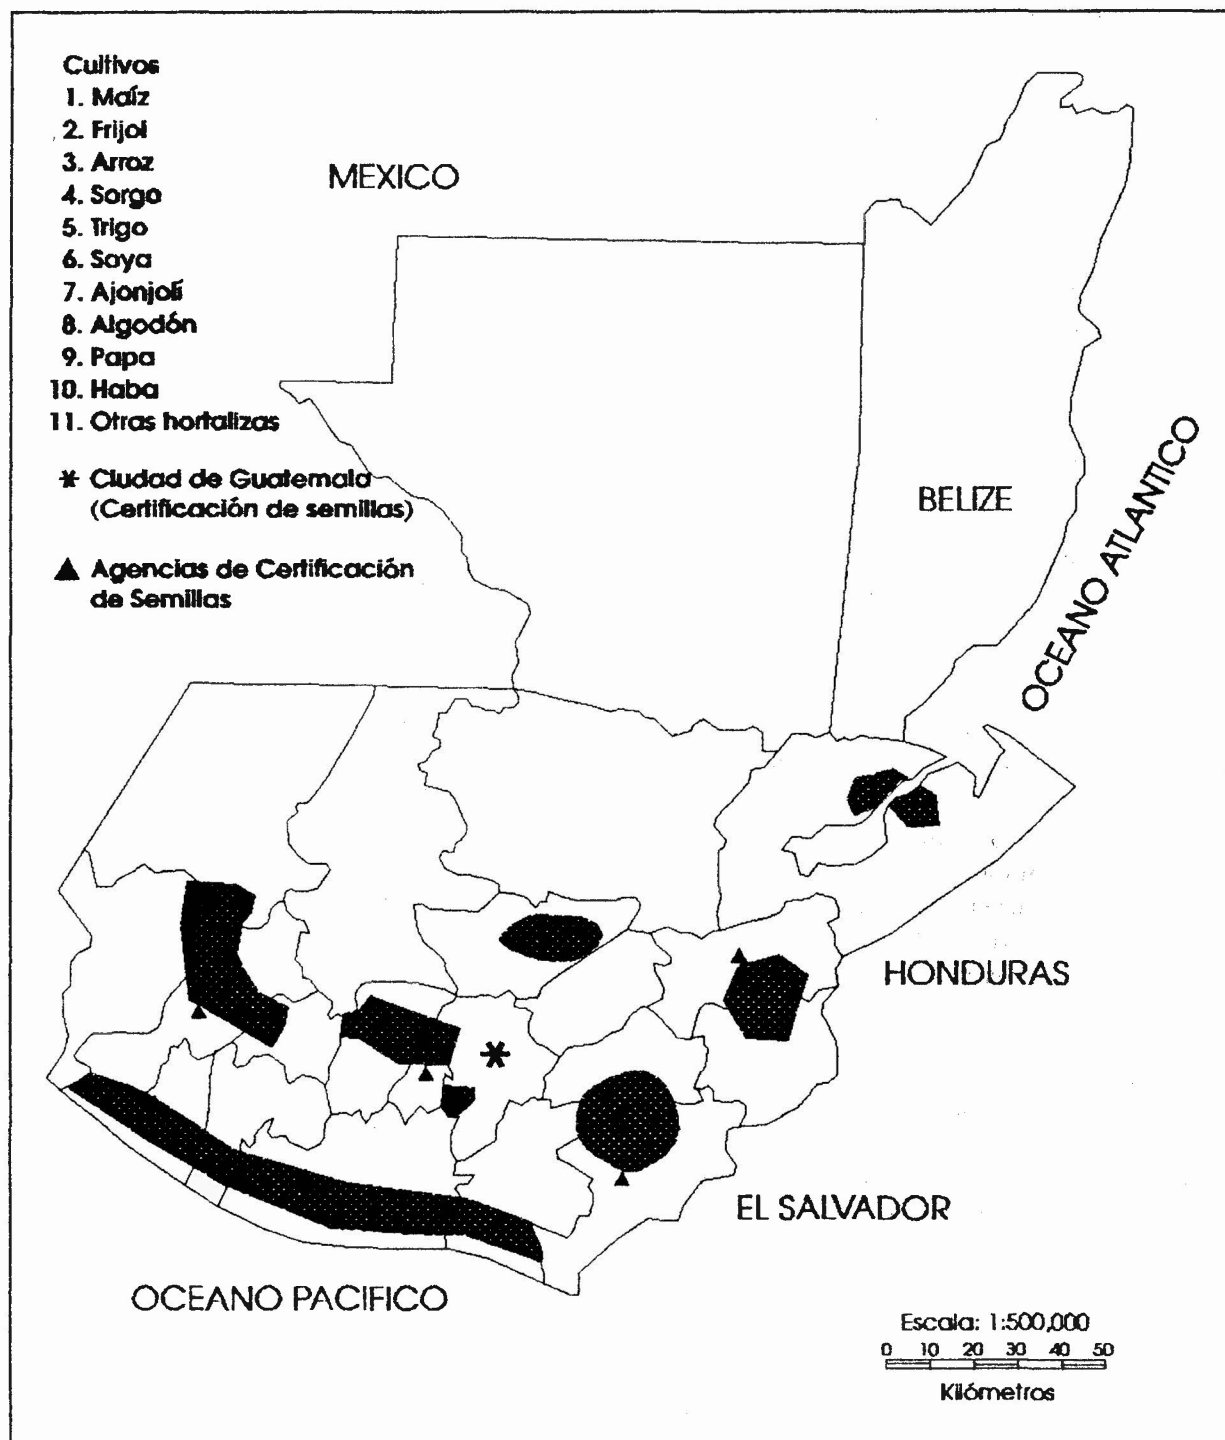 Cultivos
1. Maíz
2. Frijol
3. Arroz
4. Sorgo
5. Trigo
6. Soya
7. Ajonjolí
8. Algodón
9. Papa
10. Haba
11. Otras hortalizas
* Ciudad de Guatemala
(Certificación de semillas)
▲ Agencias de Certificación
de Semillas
MEXICO
BELIZE
OCEANO ATLANTICO
HONDURAS
EL SALVADOR
OCEANO PACIFICO
Escala: 1:500,000
0 10 20 30 40 50
Kilómetros